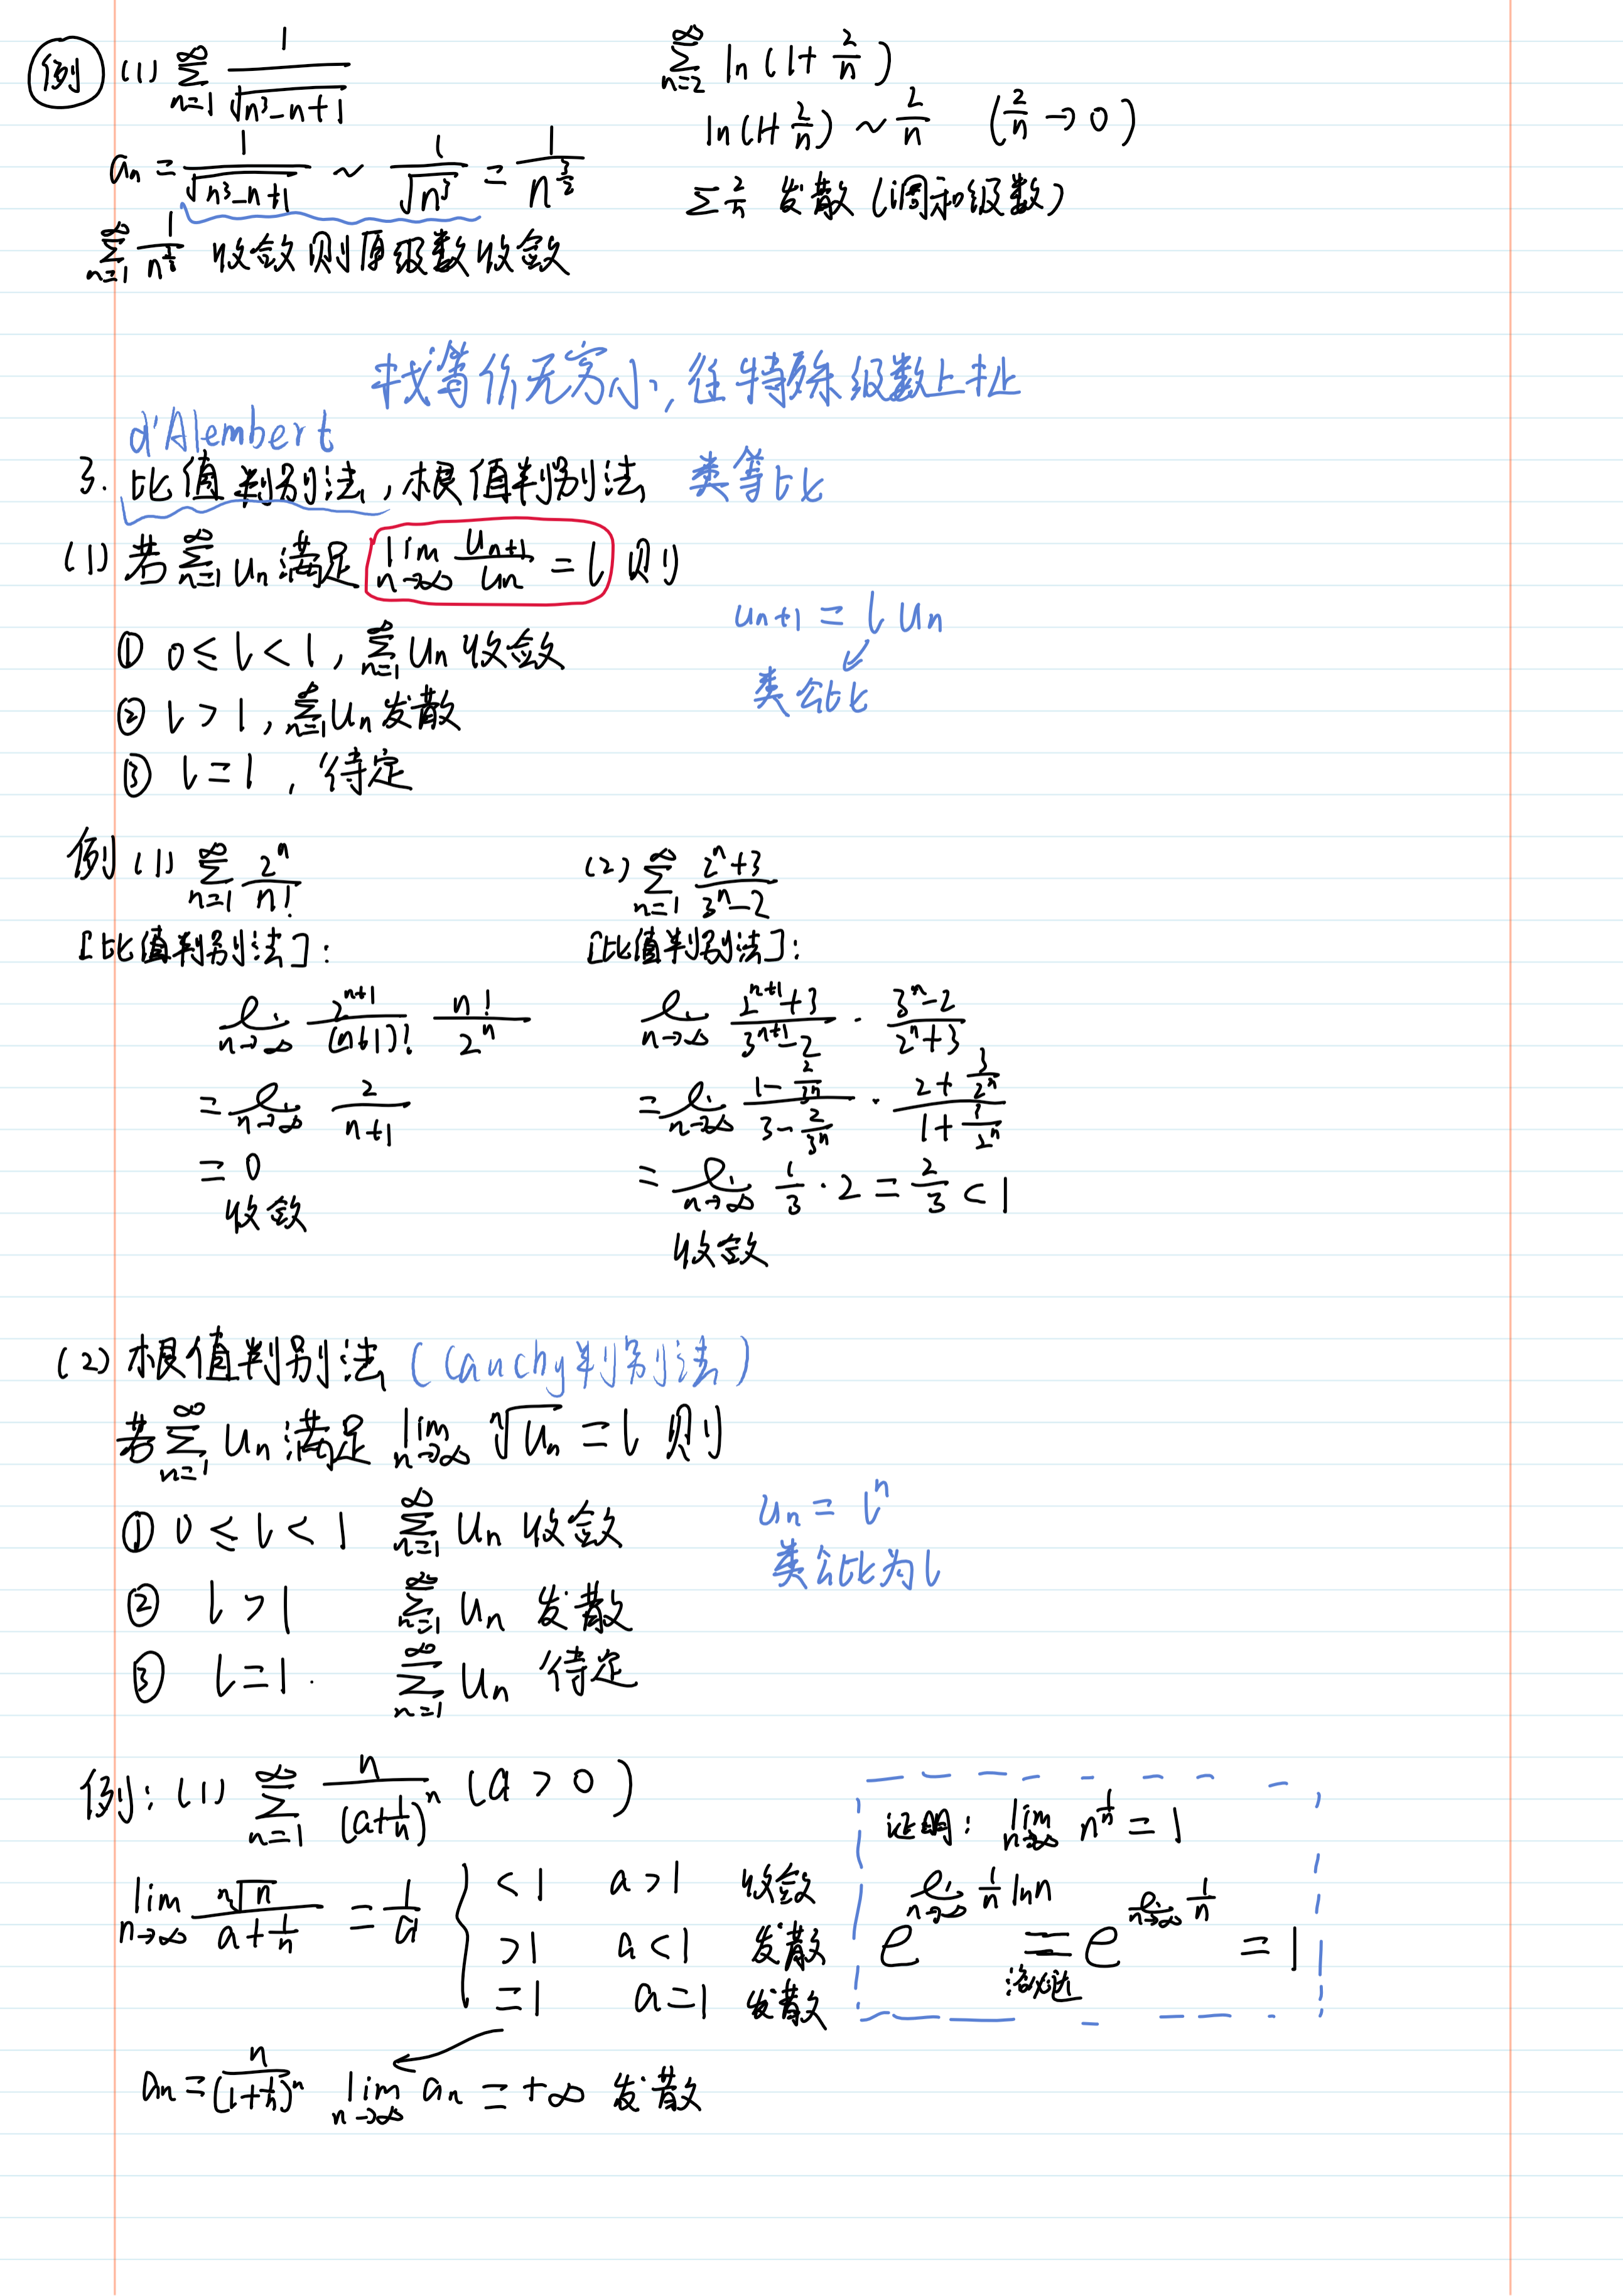 例 (1) $\sum_{n=1}^{\infty} \frac{1}{\sqrt{n^3-n+1}}$
$a_n = \frac{1}{\sqrt{n^3-n+1}} \sim \frac{1}{\sqrt{n^3}} = \frac{1}{n^{\frac{3}{2}}}$
$\sum_{n=1}^{\infty} \frac{1}{n^{\frac{3}{2}}}$ 收敛则原级数收敛
$\sum_{n=2}^{\infty} \ln(1+\frac{2}{n})$
$\ln(1+\frac{2}{n}) \sim \frac{2}{n}$ $(\frac{2}{n} \to 0)$
$\sum \frac{2}{n}$ 发散(调和级数)
找等价无穷小,往特殊级数上扯
d'Alembert
3. 比值判别法,根值判别法 类等比
(1) 若 $\sum_{n=1}^{\infty} u_n$ 满足 $\lim_{n\to\infty} \frac{u_{n+1}}{u_n} = l$ 则
① $0 \le l < 1$, $\sum_{n=1}^{\infty} u_n$ 收敛
② $l > 1$, $\sum_{n=1}^{\infty} u_n$ 发散
③ $l = 1$, 待定
$u_{n+1} = l u_n$
类公比
例 (1) $\sum_{n=1}^{\infty} \frac{2^n}{n!}$
[比值判别法]:
$\lim_{n\to\infty} \frac{2^{n+1}}{(n+1)!} \frac{n!}{2^n}$
$= \lim_{n\to\infty} \frac{2}{n+1}$
$= 0$
收敛
(2) $\sum_{n=1}^{\infty} \frac{2^n+3}{3^n-2}$
[比值判别法]:
$\lim_{n\to\infty} \frac{2^{n+1}+3}{3^{n+1}-2} \cdot \frac{3^n-2}{2^n+3}$
$= \lim_{n\to\infty} \frac{1-\frac{2}{3^n}}{3-\frac{2}{3^n}} \cdot \frac{2+\frac{3}{2^n}}{1+\frac{3}{2^n}}$
$= \lim_{n\to\infty} \frac{1}{3} \cdot 2 = \frac{2}{3} < 1$
收敛
(2) 根值判别法 (Cauchy判别法)
若 $\sum_{n=1}^{\infty} u_n$ 满足 $\lim_{n\to\infty} \sqrt[n]{u_n} = l$ 则
① $0 \le l < 1$ $\sum_{n=1}^{\infty} u_n$ 收敛
② $l > 1$ $\sum_{n=1}^{\infty} u_n$ 发散
③ $l = 1$. $\sum_{n=1}^{\infty} u_n$ 待定
$u_n = l^n$
类公比为 $l$
例: (1) $\sum_{n=1}^{\infty} \frac{n}{(a+\frac{1}{n})^n}$ $(a > 0)$
$\lim_{n\to\infty} \frac{\sqrt[n]{n}}{a+\frac{1}{n}} = \frac{1}{a}$
$< 1$ $a > 1$ 收敛
$> 1$ $a < 1$ 发散
$= 1$ $a = 1$ 发散
$a_n = \frac{n}{(1+\frac{1}{n})^n}$ $\lim_{n\to\infty} a_n = +\infty$ 发散
证明: $\lim_{n\to\infty} n^{\frac{1}{n}} = 1$
$e^{\lim_{n\to\infty} \frac{1}{n} \ln n} \underset{洛必达}{=} e^{\lim_{n\to\infty} \frac{1}{n}} = 1$